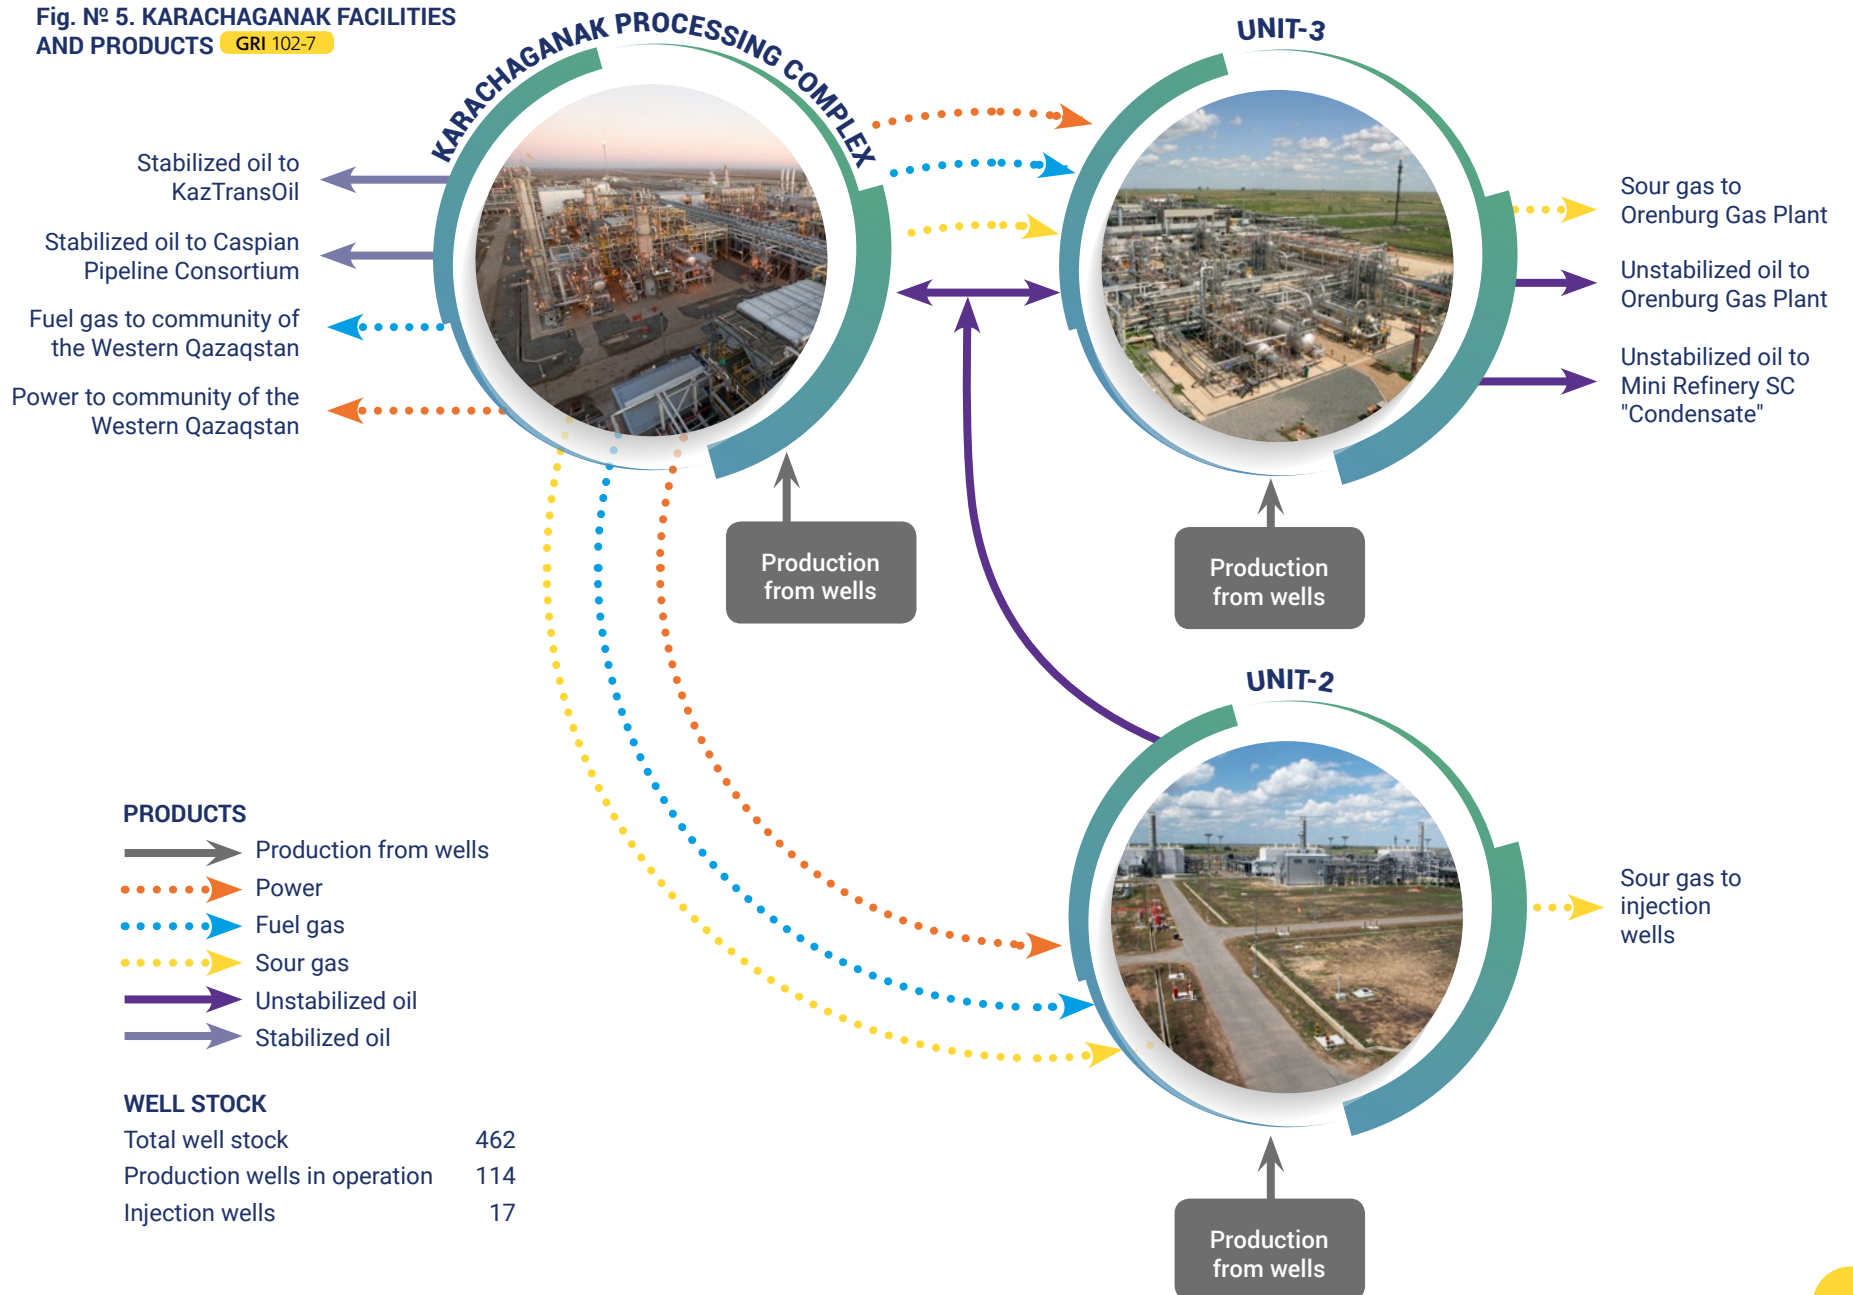 Fig. Nº 5. KARACHAGANAK FACILITIES
AND PRODUCTS GRI 102-7
KARACHAGANAK PROCESSING COMPLEX
UNIT-3
Stabilized oil to
KazTransOil
Stabilized oil to Caspian
Pipeline Consortium
Fuel gas to community of
the Western Qazaqstan
Power to community of the
Western Qazaqstan
Sour gas to
Orenburg Gas Plant
Unstabilized oil to
Orenburg Gas Plant
Unstabilized oil to
Mini Refinery SC
"Condensate"
Production
from wells
Production
from wells
UNIT-2
Sour gas to
injection
wells
Production
from wells
PRODUCTS
Production from wells
Power
Fuel gas
Sour gas
Unstabilized oil
Stabilized oil
WELL STOCK
Total well stock 462
Production wells in operation 114
Injection wells 17